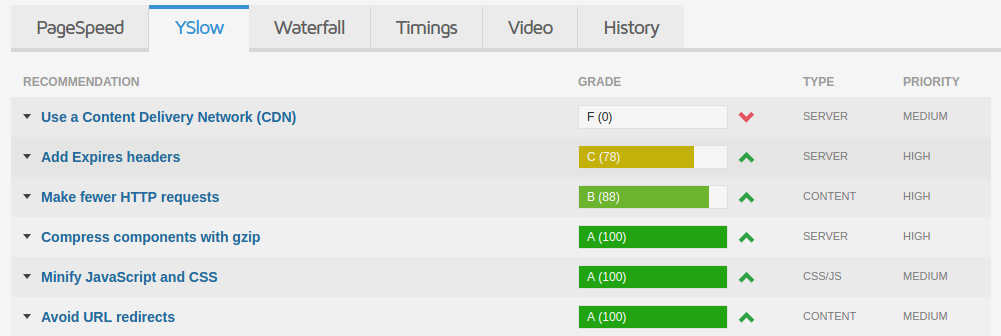 PageSpeed YSlow Waterfall Timings Video History
RECOMMENDATION GRADE TYPE PRIORITY
Use a Content Delivery Network (CDN) F (0) SERVER MEDIUM
Add Expires headers C (78) SERVER HIGH
Make fewer HTTP requests B (88) CONTENT HIGH
Compress components with gzip A (100) SERVER HIGH
Minify JavaScript and CSS A (100) CSS/JS MEDIUM
Avoid URL redirects A (100) CONTENT MEDIUM